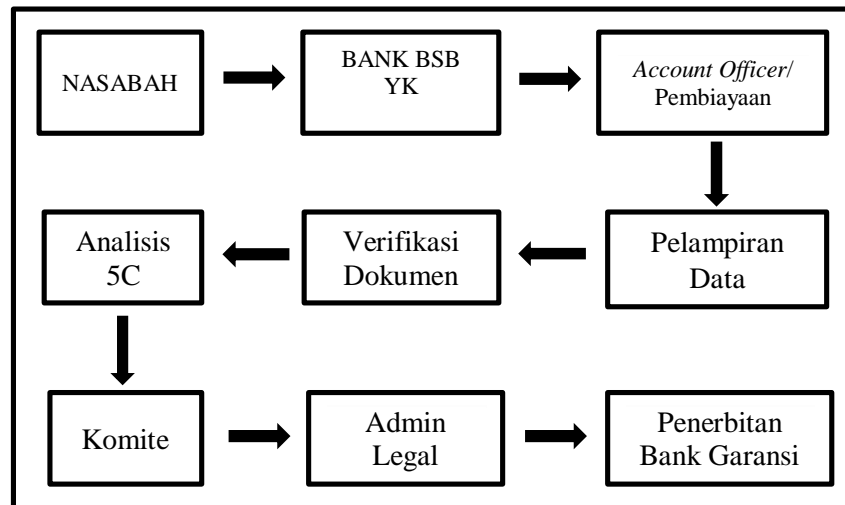 NASABAH
BANK BSB
YK
Account Officer/
Pembiayaan
Pelampiran
Data
Verifikasi
Dokumen
Analisis
5C
Komite
Admin
Legal
Penerbitan
Bank Garansi